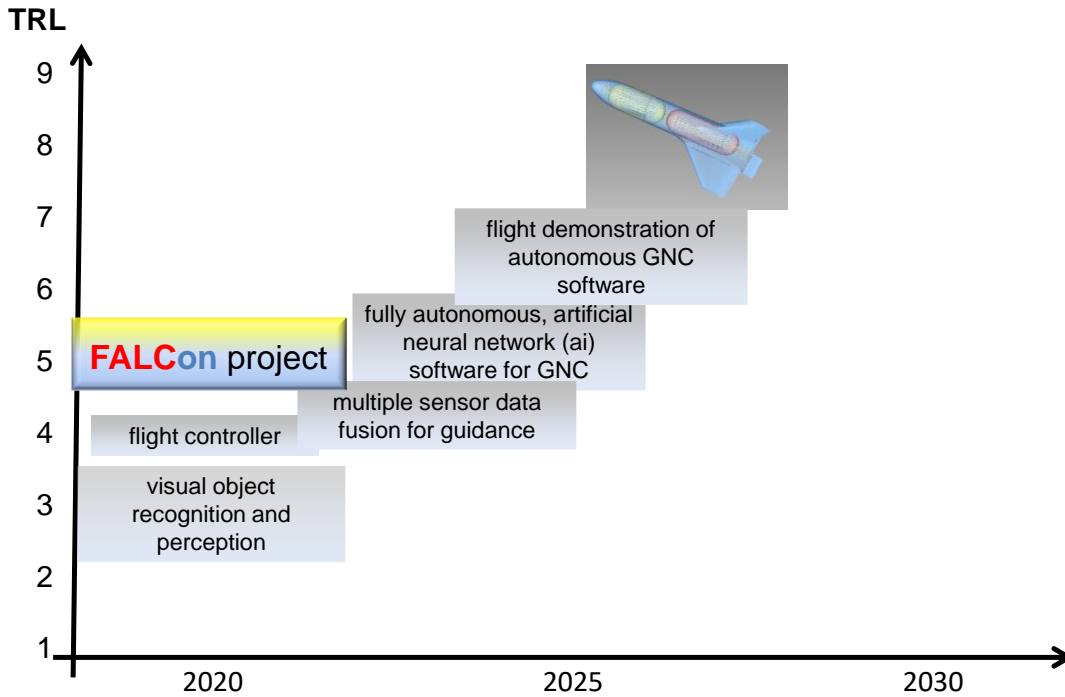 TRL
9
8
7
flight demonstration of
autonomous GNC
software
6
fully autonomous, artificial
neural network (ai)
software for GNC
5
FALCon project
multiple sensor data
fusion for guidance
4
flight controller
visual object
recognition and
perception
3
2
1
2020
2025
2030